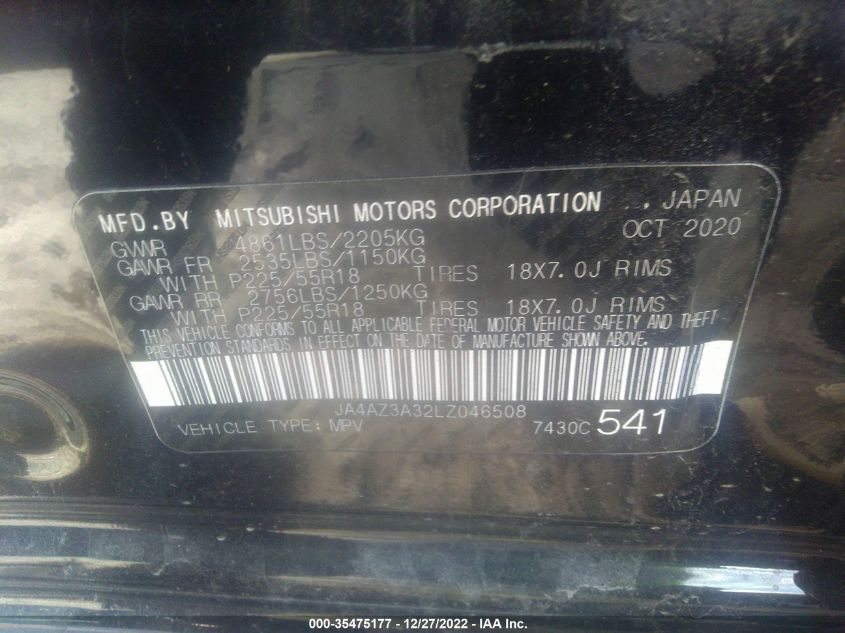 MFD.BY MITSUBISHI MOTORS CORPORATION ., JAPAN
GVWR 4861LBS/2205KG OCT 2020
GAWR FR 2535LBS/1150KG
WITH P225/55R18 TIRES 18X7.0J RIMS
GAWR RR 2756LBS/1250KG
WITH P225/55R18 TIRES 18X7.0J RIMS
THIS VEHICLE CONFORMS TO ALL APPLICABLE FEDERAL MOTOR VEHICLE SAFETY AND THEFT
PREVENTION STANDARDS IN EFFECT ON THE DATE OF MANUFACTURE SHOWN ABOVE.
JA4AZ3A32LZ046508
VEHICLE TYPE: MPV 7430C 541
000-35475177 - 12/27/2022 - IAA Inc.